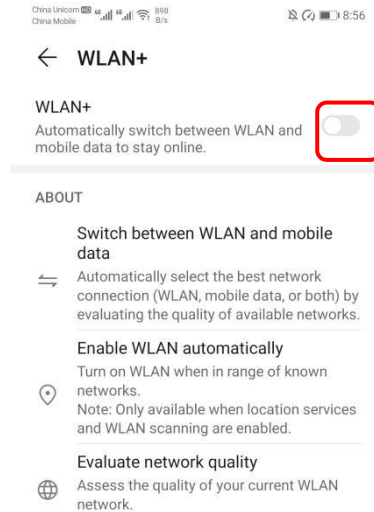 China Unicom HD 4G 4G 898 8:56
China Mobile B/s
WLAN+
WLAN+
Automatically switch between WLAN and
mobile data to stay online.
ABOUT
Switch between WLAN and mobile
data
Automatically select the best network
connection (WLAN, mobile data, or both) by
evaluating the quality of available networks.
Enable WLAN automatically
Turn on WLAN when in range of known
networks.
Note: Only available when location services
and WLAN scanning are enabled.
Evaluate network quality
Assess the quality of your current WLAN
network.